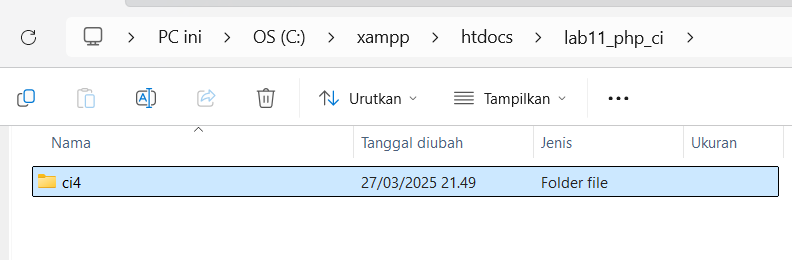 PC ini > OS (C:) > xampp > htdocs > lab11_php_ci >
Urutkan Tampilkan
Nama Tanggal diubah Jenis Ukuran
ci4 27/03/2025 21.49 Folder file